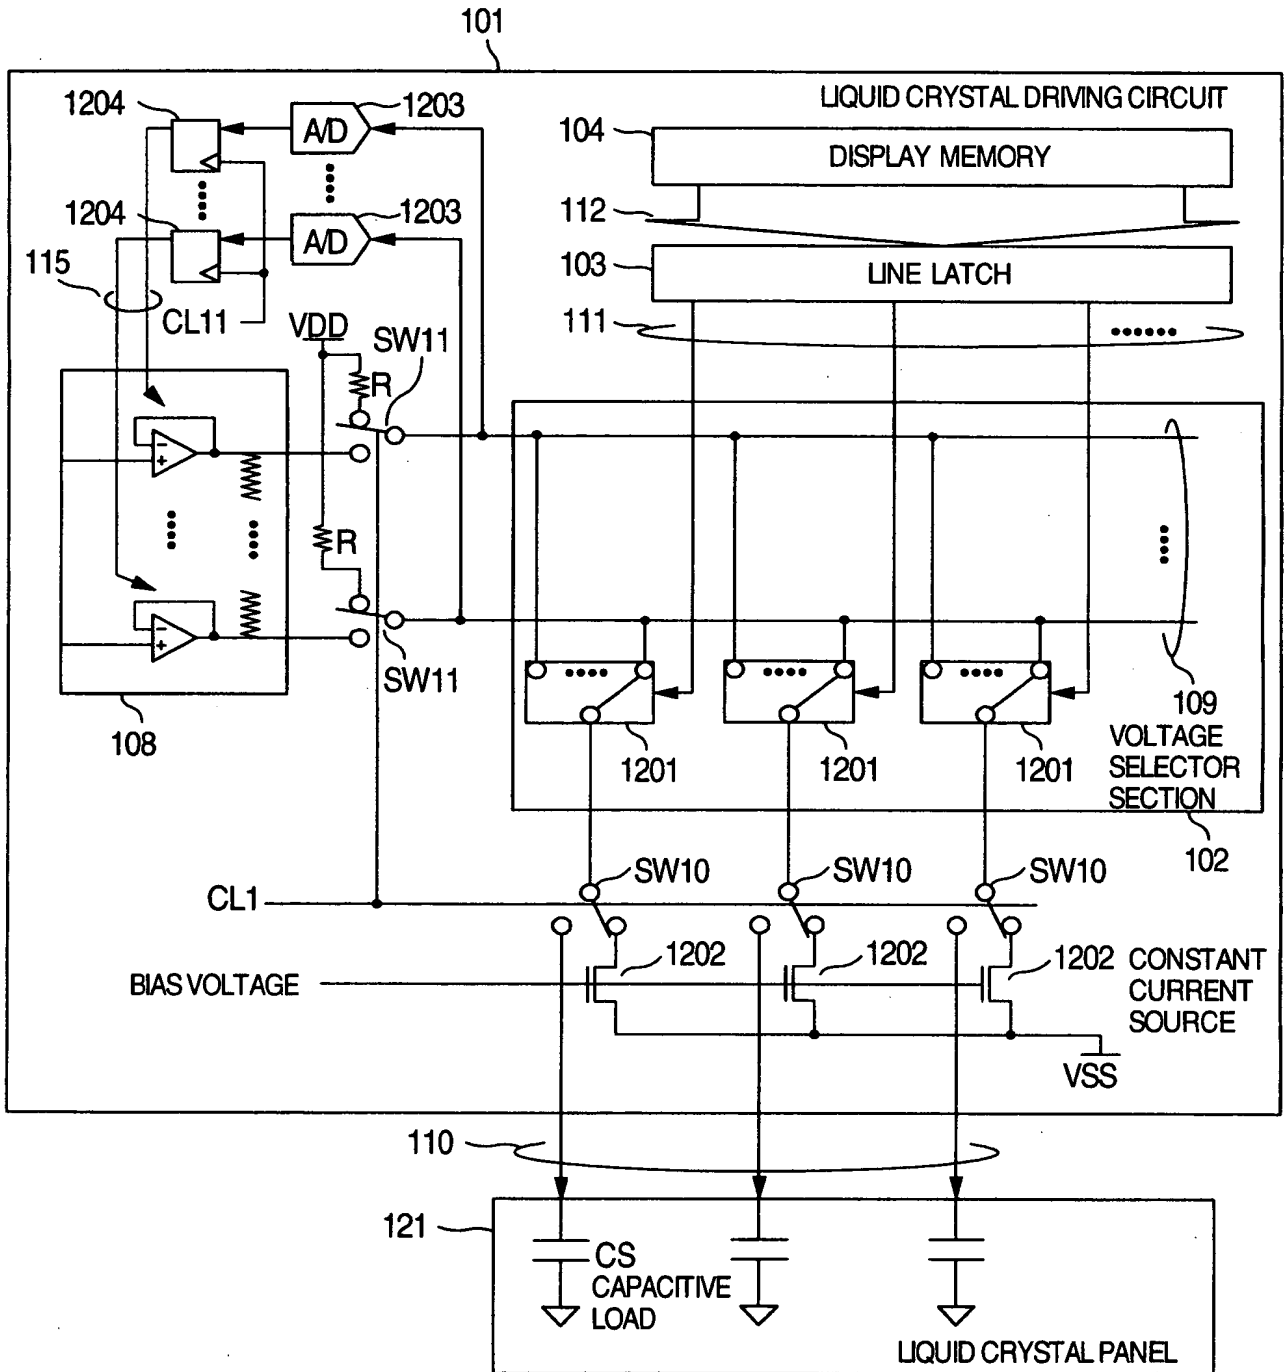 101
LIQUID CRYSTAL DRIVING CIRCUIT
1204
A/D
1203
104
DISPLAY MEMORY
1204
A/D
1203
112
103
LINE LATCH
115
CL11
VDD
SW11
111
R
R
SW11
108
109
1201
1201
1201
VOLTAGE
SELECTOR
SECTION
102
SW10
SW10
SW10
CL1
BIAS VOLTAGE
1202
1202
1202
CONSTANT
CURRENT
SOURCE
VSS
110
121
CS
CAPACITIVE
LOAD
LIQUID CRYSTAL PANEL